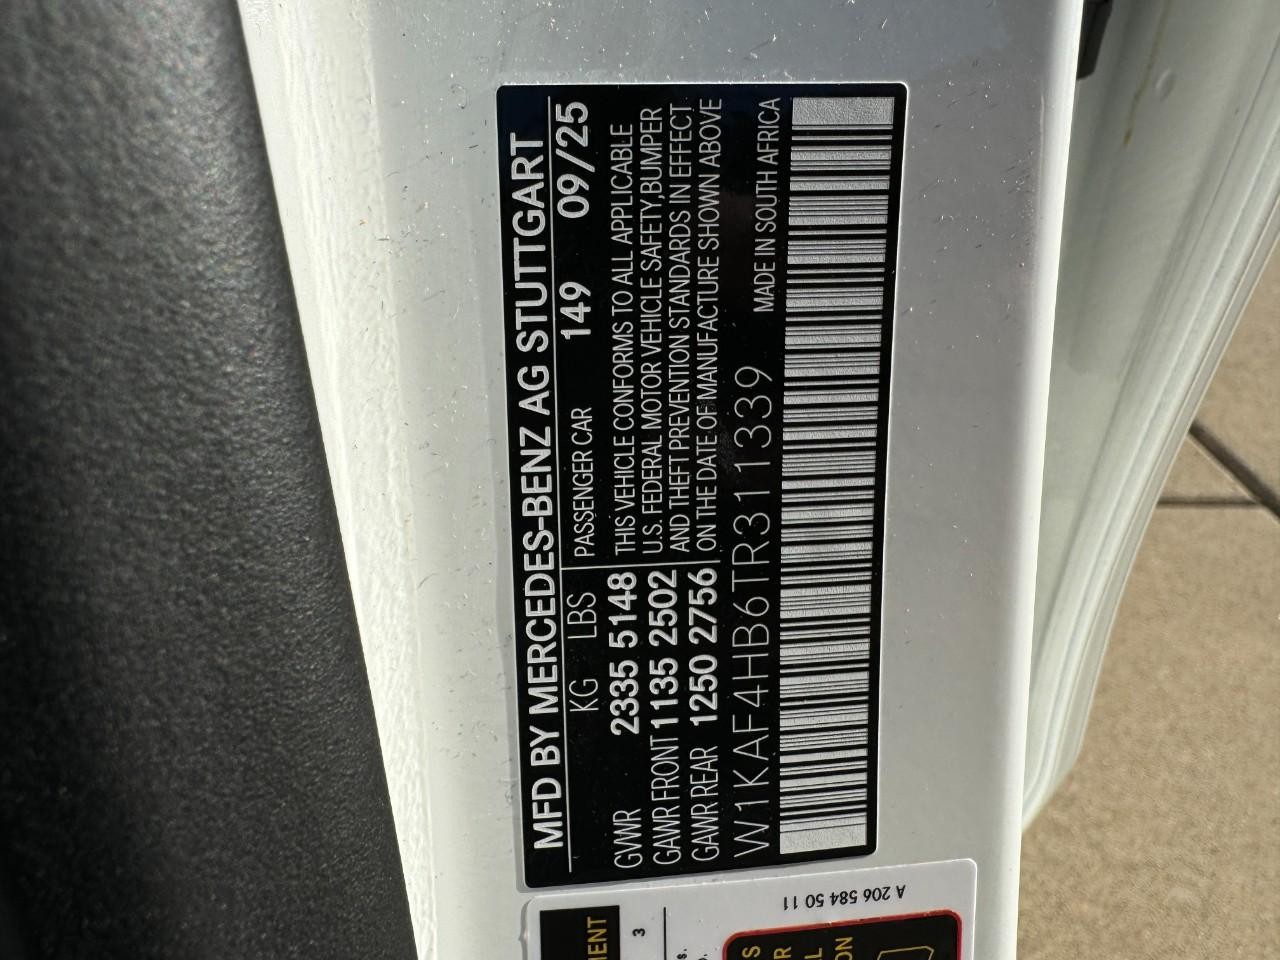 MFD BY MERCEDES-BENZ AG STUTTGART
KG LBS PASSENGER CAR 149 09/25
GVWR 2335 5148 THIS VEHICLE CONFORMS TO ALL APPLICABLE
GAWR FRONT 1135 2502 U.S. FEDERAL MOTOR VEHICLE SAFETY,BUMPER
AND THEFT PREVENTION STANDARDS IN EFFECT
GAWR REAR 1250 2756 ON THE DATE OF MANUFACTURE SHOWN ABOVE
W1KAF4HB6TR311339 MADE IN SOUTH AFRICA
A 206 584 50 11
3